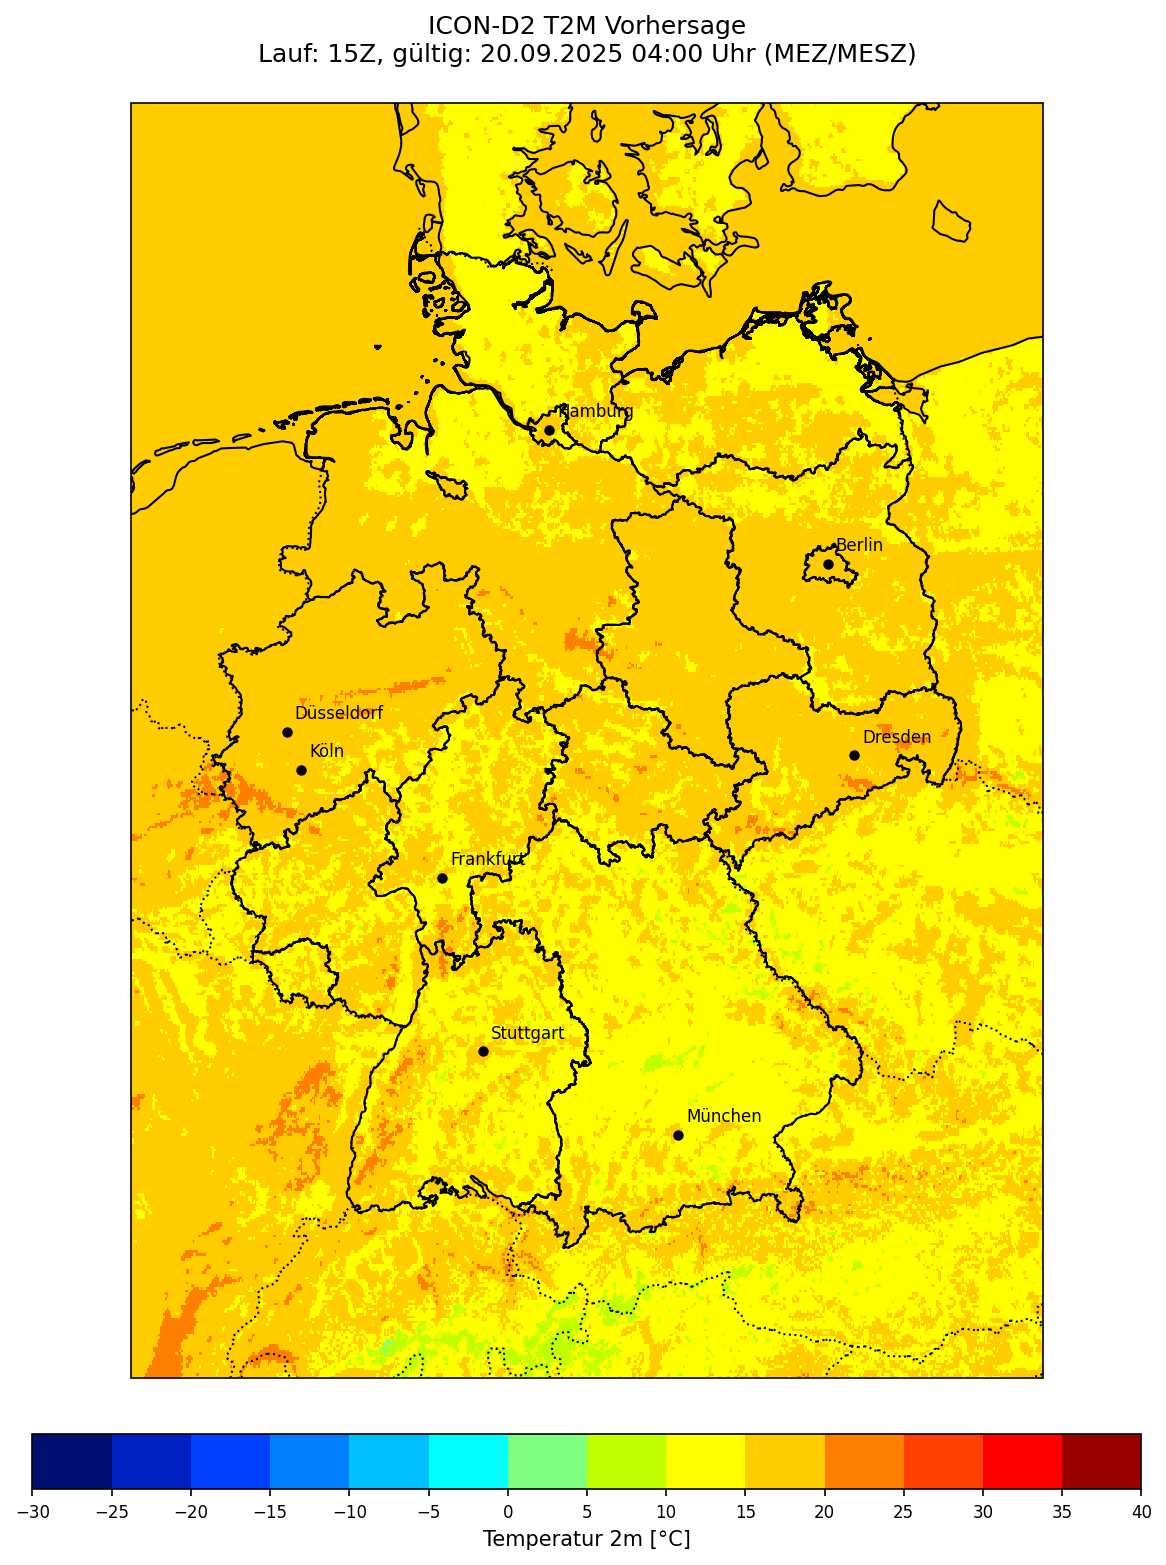 ICON-D2 T2M Vorhersage
Lauf: 15Z, gültig: 20.09.2025 04:00 Uhr (MEZ/MESZ)
Hamburg
Berlin
Düsseldorf
Dresden
Köln
Frankfurt
Stuttgart
München
−30 −25 −20 −15 −10 −5 0 5 10 15 20 25 30 35 40
Temperatur 2m [°C]